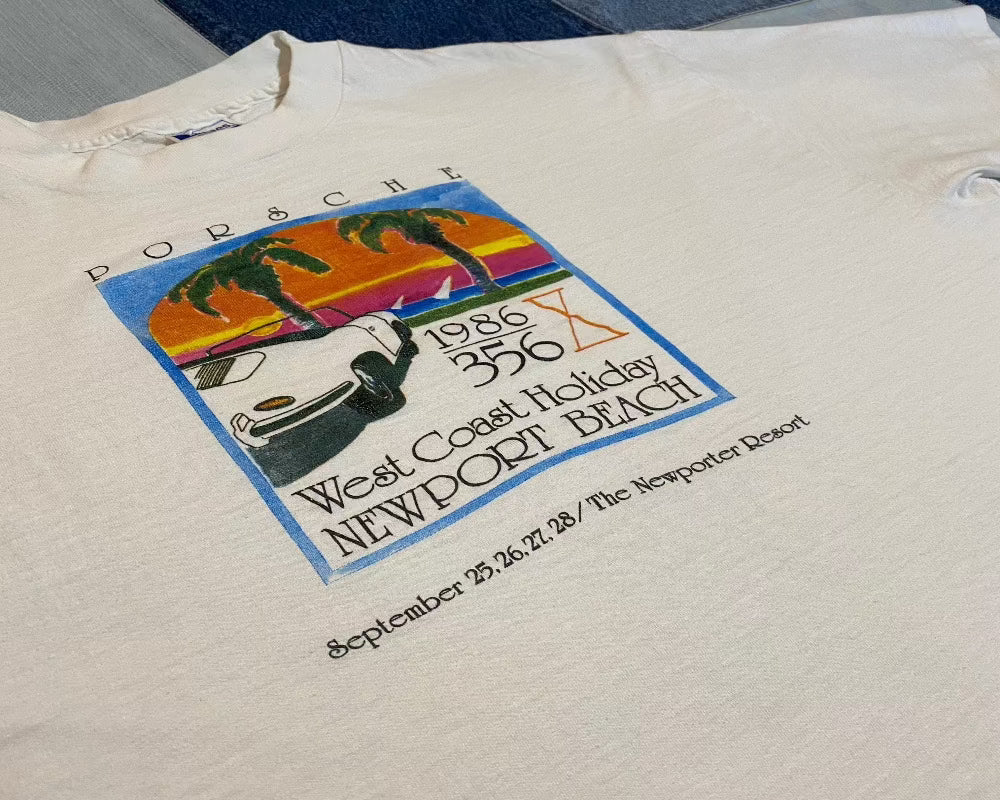 PORSCHE
1986
356 X
West Coast Holiday
NEWPORT BEACH
September 25, 26, 27, 28/ The Newporter Resort